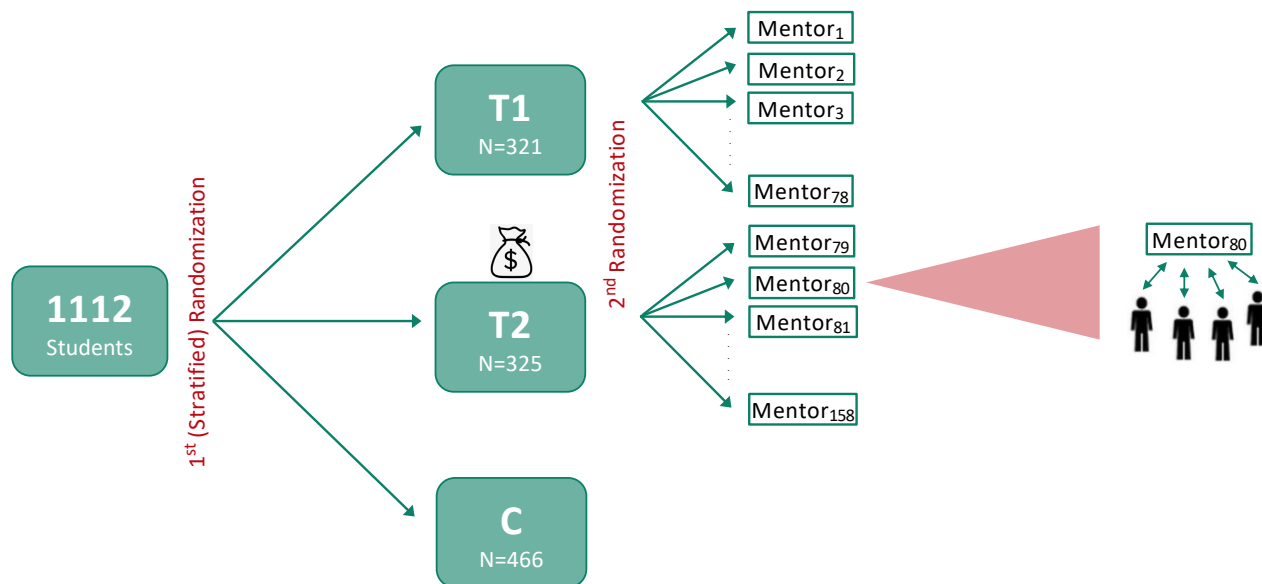 1112
Students
1st (Stratified) Randomization
T1
N=321
$
T2
N=325
C
N=466
2nd Randomization
Mentor1
Mentor2
Mentor3
Mentor78
Mentor79
Mentor80
Mentor81
Mentor158
Mentor80